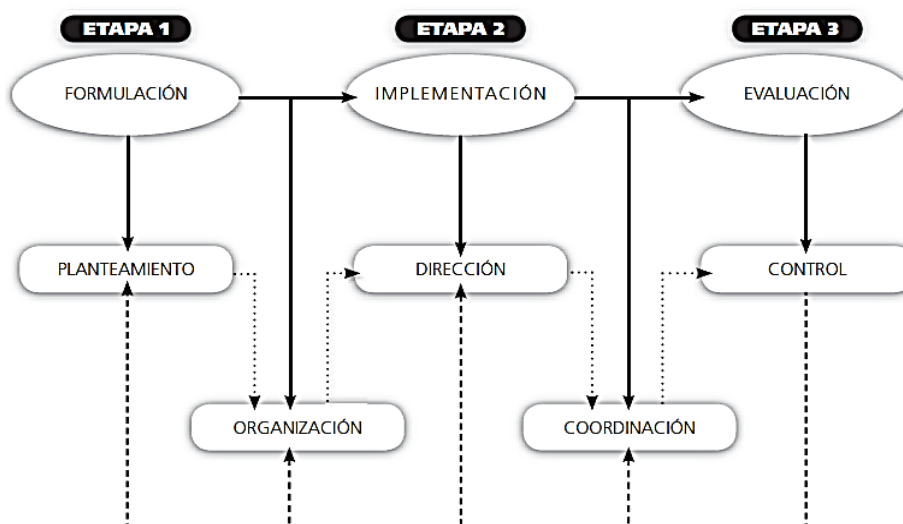 ETAPA 1
ETAPA 2
ETAPA 3
FORMULACIÓN
IMPLEMENTACIÓN
EVALUACIÓN
PLANTEAMIENTO
DIRECCIÓN
CONTROL
ORGANIZACIÓN
COORDINACIÓN